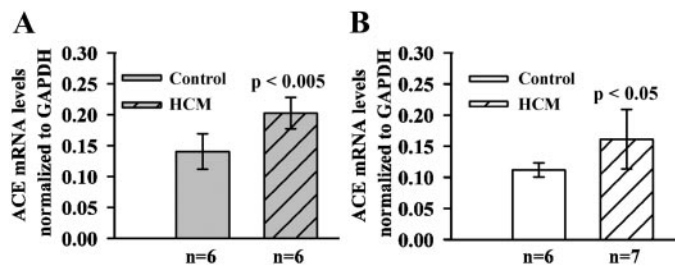 A
ACE mRNA levels
normalized to GAPDH
0.30
0.25
0.20
0.15
0.10
0.05
0.00
Control
HCM
p < 0.005
n=6
n=6
B
ACE mRNA levels
normalized to GAPDH
0.30
0.25
0.20
0.15
0.10
0.05
0.00
Control
HCM
p < 0.05
n=6
n=7